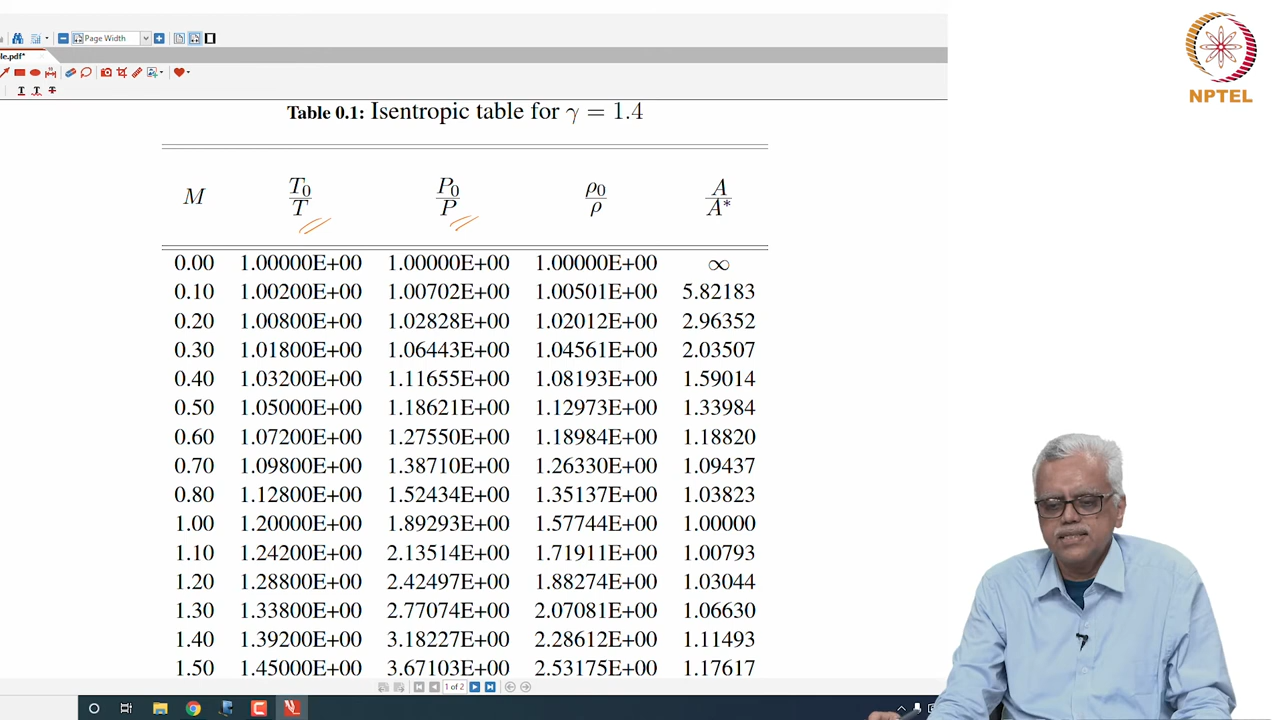 Page Width
le.pdf*
NPTEL
Table 0.1: Isentropic table for γ = 1.4
M T0/T P0/P ρ0/ρ A/A*
0.00 1.00000E+00 1.00000E+00 1.00000E+00 ∞
0.10 1.00200E+00 1.00702E+00 1.00501E+00 5.82183
0.20 1.00800E+00 1.02828E+00 1.02012E+00 2.96352
0.30 1.01800E+00 1.06443E+00 1.04561E+00 2.03507
0.40 1.03200E+00 1.11655E+00 1.08193E+00 1.59014
0.50 1.05000E+00 1.18621E+00 1.12973E+00 1.33984
0.60 1.07200E+00 1.27550E+00 1.18984E+00 1.18820
0.70 1.09800E+00 1.38710E+00 1.26330E+00 1.09437
0.80 1.12800E+00 1.52434E+00 1.35137E+00 1.03823
1.00 1.20000E+00 1.89293E+00 1.57744E+00 1.00000
1.10 1.24200E+00 2.13514E+00 1.71911E+00 1.00793
1.20 1.28800E+00 2.42497E+00 1.88274E+00 1.03044
1.30 1.33800E+00 2.77074E+00 2.07081E+00 1.06630
1.40 1.39200E+00 3.18227E+00 2.28612E+00 1.11493
1.50 1.45000E+00 3.67103E+00 2.53175E+00 1.17617
1 of 2